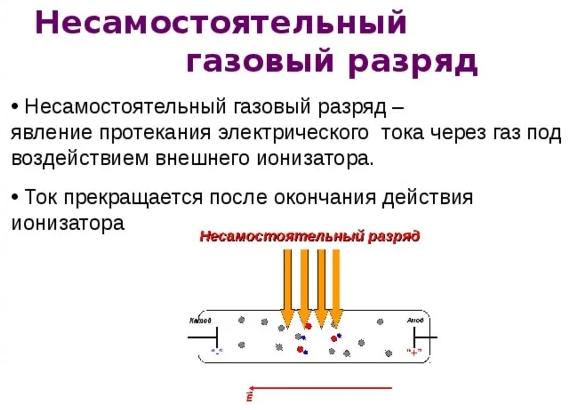 Несамостоятельный
газовый разряд
• Несамостоятельный газовый разряд –
явление протекания электрического тока через газ под
воздействием внешнего ионизатора.
• Ток прекращается после окончания действия
ионизатора
Несамостоятельный разряд
Катод
Анод
"-"
"+"